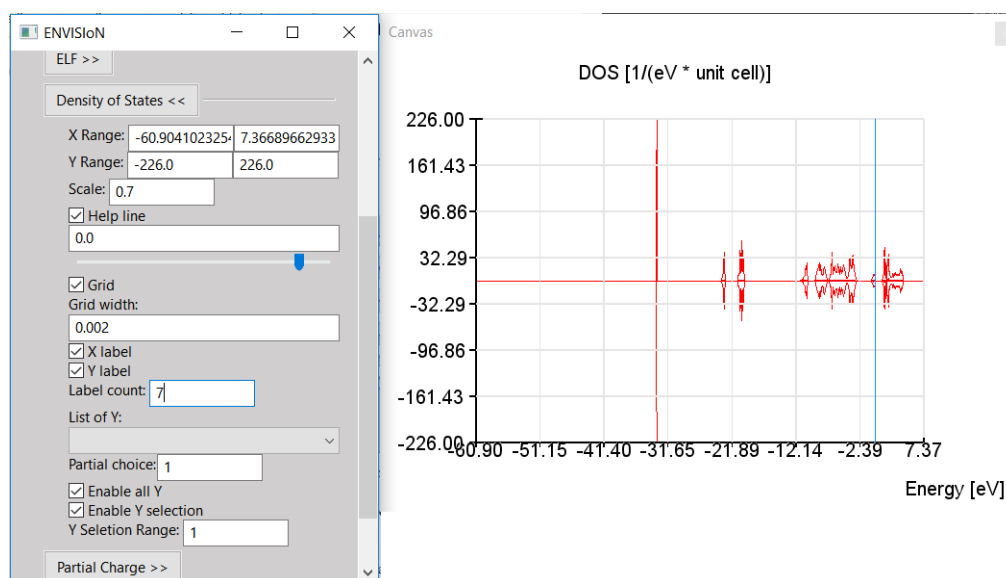 ENVISIoN
ELF >>
Density of States <<
X Range: -60.9041023254 7.36689662933
Y Range: -226.0 226.0
Scale: 0.7
Help line
0.0
Grid
Grid width:
0.002
X label
Y label
Label count: 7
List of Y:
Partial choice: 1
Enable all Y
Enable Y selection
Y Seletion Range: 1
Partial Charge >>
Canvas
DOS [1/(eV * unit cell)]
226.00
161.43
96.86
32.29
-32.29
-96.86
-161.43
-226.00
-60.90 -51.15 -41.40 -31.65 -21.89 -12.14 -2.39 7.37
Energy [eV]